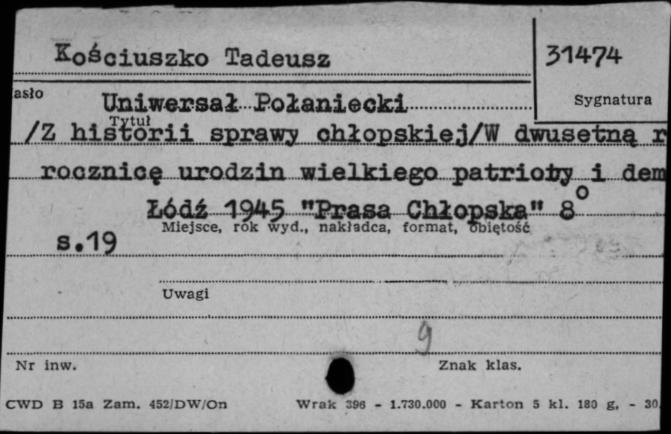 Kościuszko Tadeusz
31474
asło
Uniwersał Połaniecki
Sygnatura
Tytuł
/Z historii sprawy chłopskiej/W dwusetną r
rocznicę urodzin wielkiego patrioty i dem
Łódź 1945 "Prasa Chłopska" 8°
Miejsce, rok wyd., nakładca, format, objętość
s.19
Uwagi
9
Nr inw.
Znak klas.
CWD B 15a Zam. 452/DW/On Wrak 396 - 1.730.000 - Karton 5 kl. 180 g. - 30